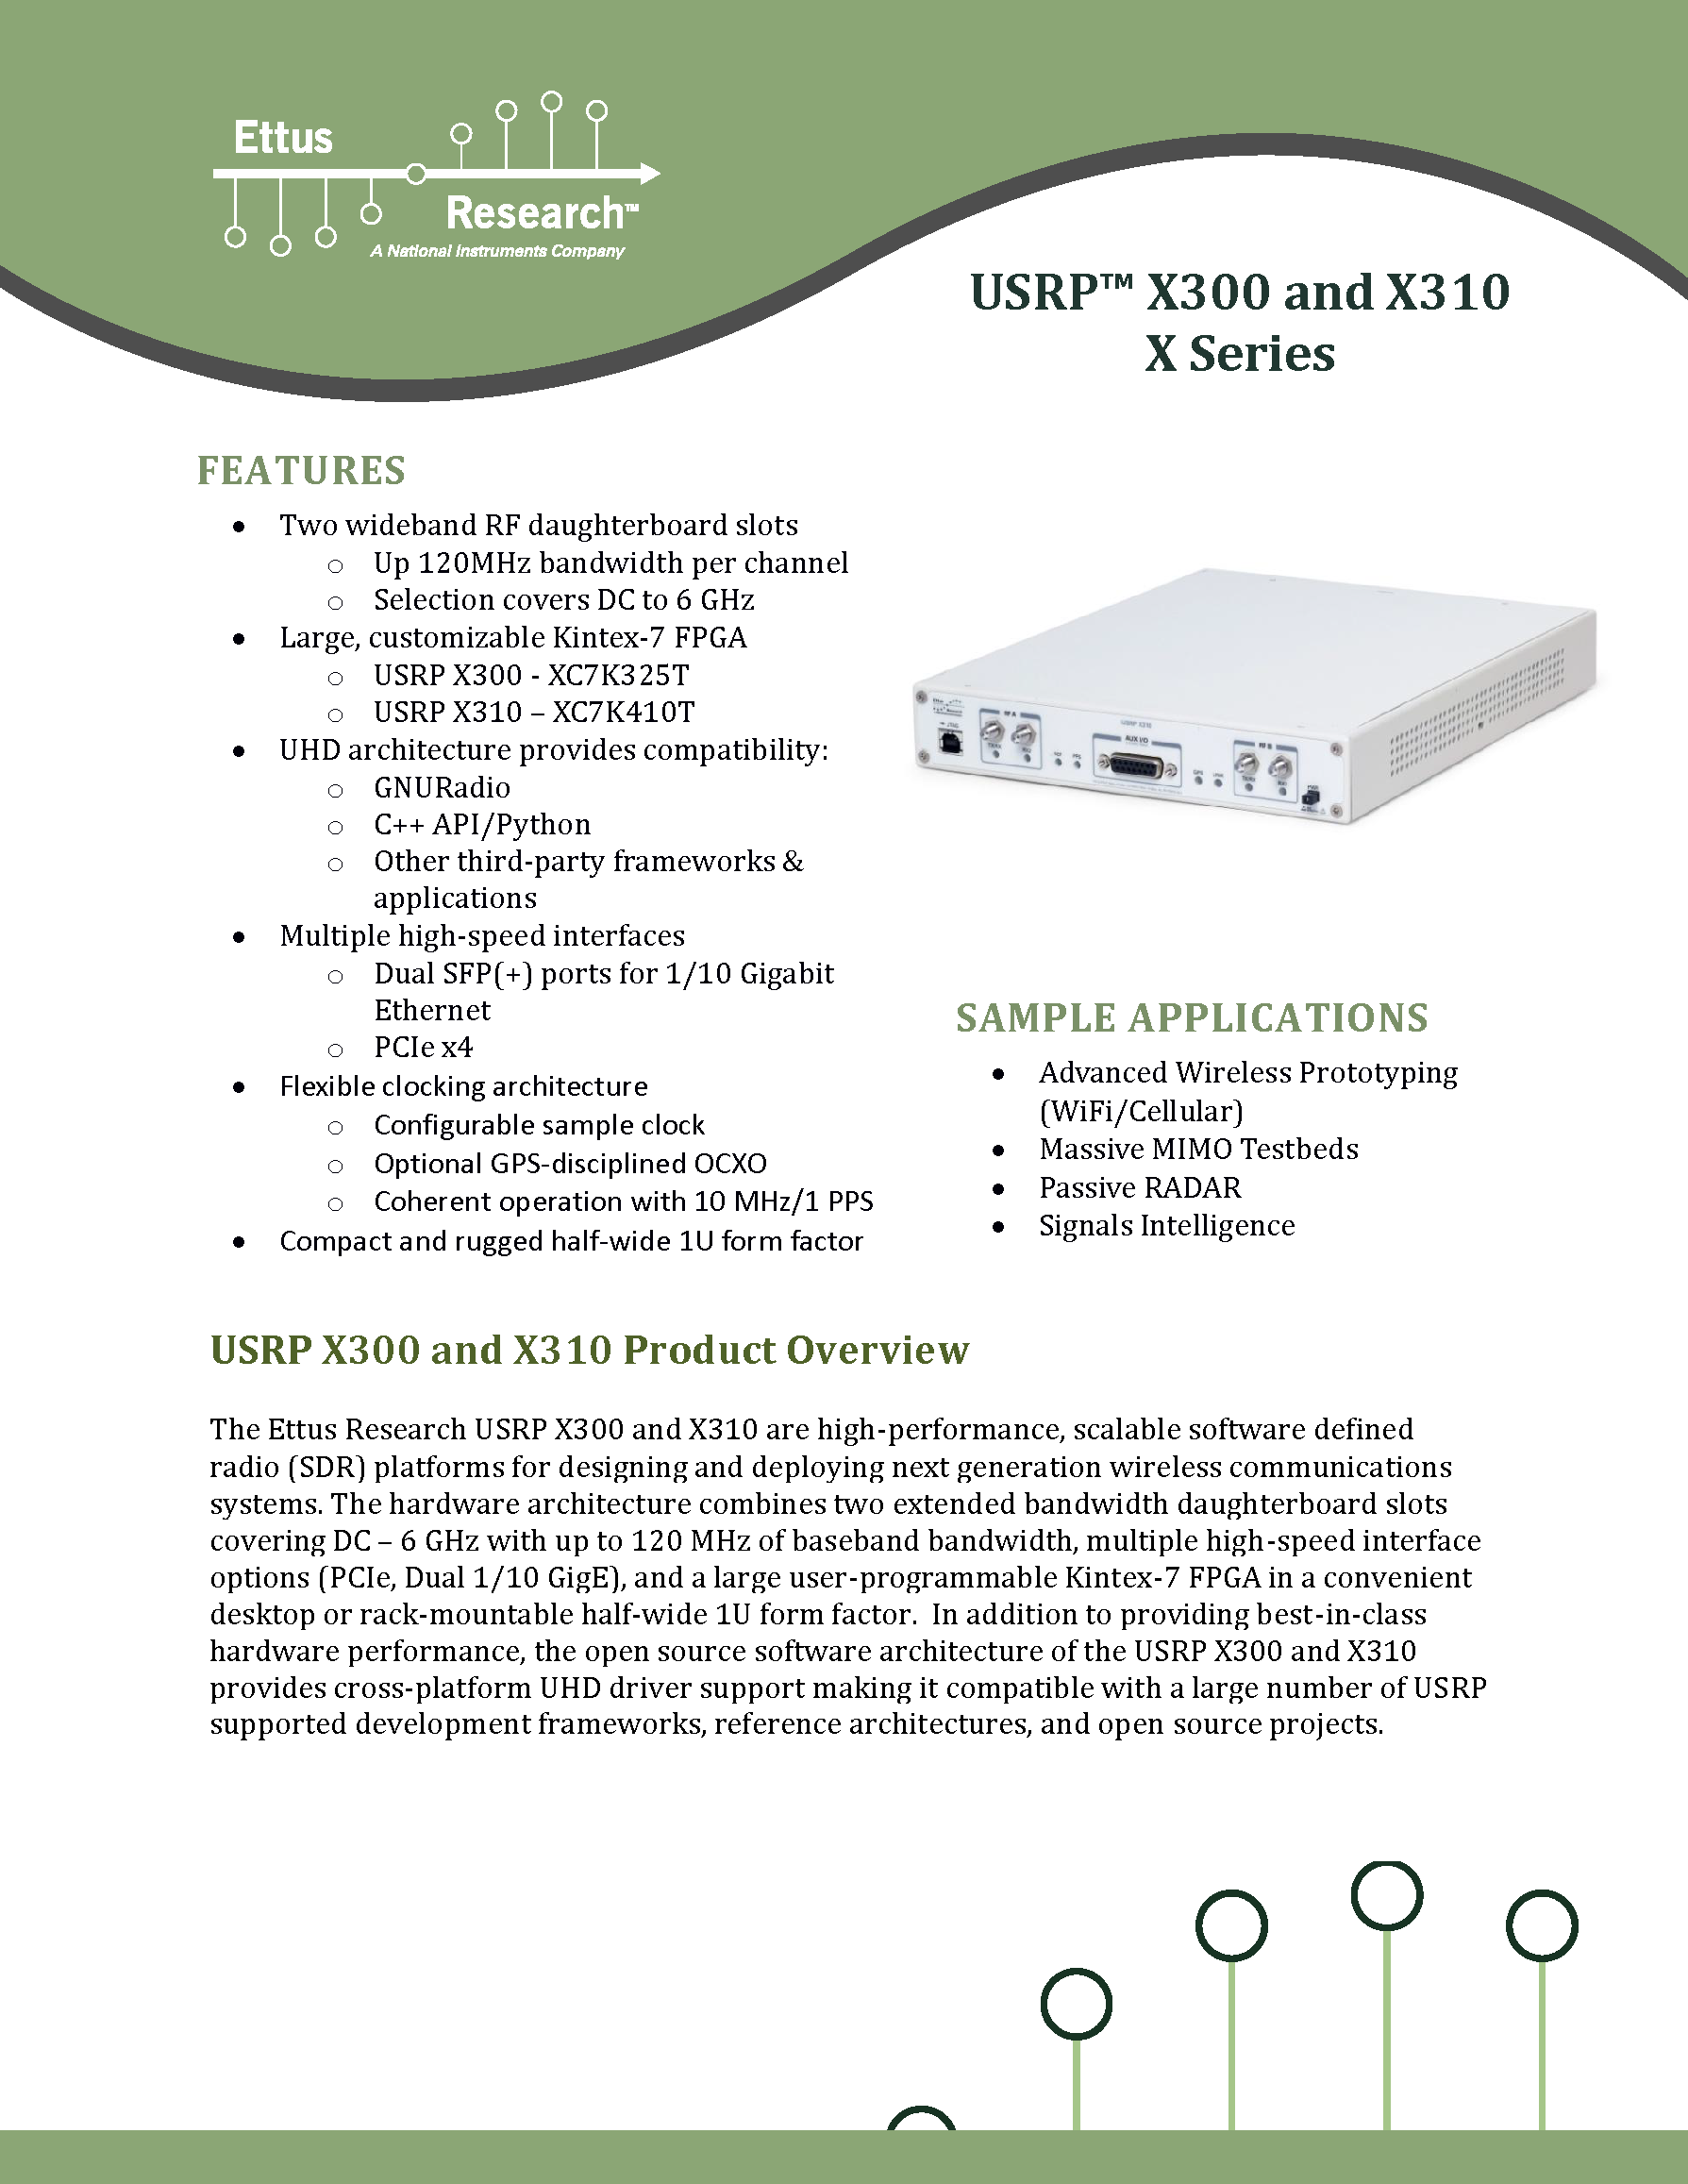 Ettus
Research™
A National Instruments Company
USRP™ X300 and X310
X Series
FEATURES
• Two wideband RF daughterboard slots
o Up 120MHz bandwidth per channel
o Selection covers DC to 6 GHz
• Large, customizable Kintex-7 FPGA
o USRP X300 - XC7K325T
o USRP X310 – XC7K410T
• UHD architecture provides compatibility:
o GNURadio
o C++ API/Python
o Other third-party frameworks &
applications
• Multiple high-speed interfaces
o Dual SFP(+) ports for 1/10 Gigabit
Ethernet
o PCIe x4
• Flexible clocking architecture
o Configurable sample clock
o Optional GPS-disciplined OCXO
o Coherent operation with 10 MHz/1 PPS
• Compact and rugged half-wide 1U form factor
RF A
AUX I/O
RF B
SAMPLE APPLICATIONS
• Advanced Wireless Prototyping
(WiFi/Cellular)
• Massive MIMO Testbeds
• Passive RADAR
• Signals Intelligence
USRP X300 and X310 Product Overview
The Ettus Research USRP X300 and X310 are high-performance, scalable software defined
radio (SDR) platforms for designing and deploying next generation wireless communications
systems. The hardware architecture combines two extended bandwidth daughterboard slots
covering DC – 6 GHz with up to 120 MHz of baseband bandwidth, multiple high-speed interface
options (PCIe, Dual 1/10 GigE), and a large user-programmable Kintex-7 FPGA in a convenient
desktop or rack-mountable half-wide 1U form factor.  In addition to providing best-in-class
hardware performance, the open source software architecture of the USRP X300 and X310
provides cross-platform UHD driver support making it compatible with a large number of USRP
supported development frameworks, reference architectures, and open source projects.